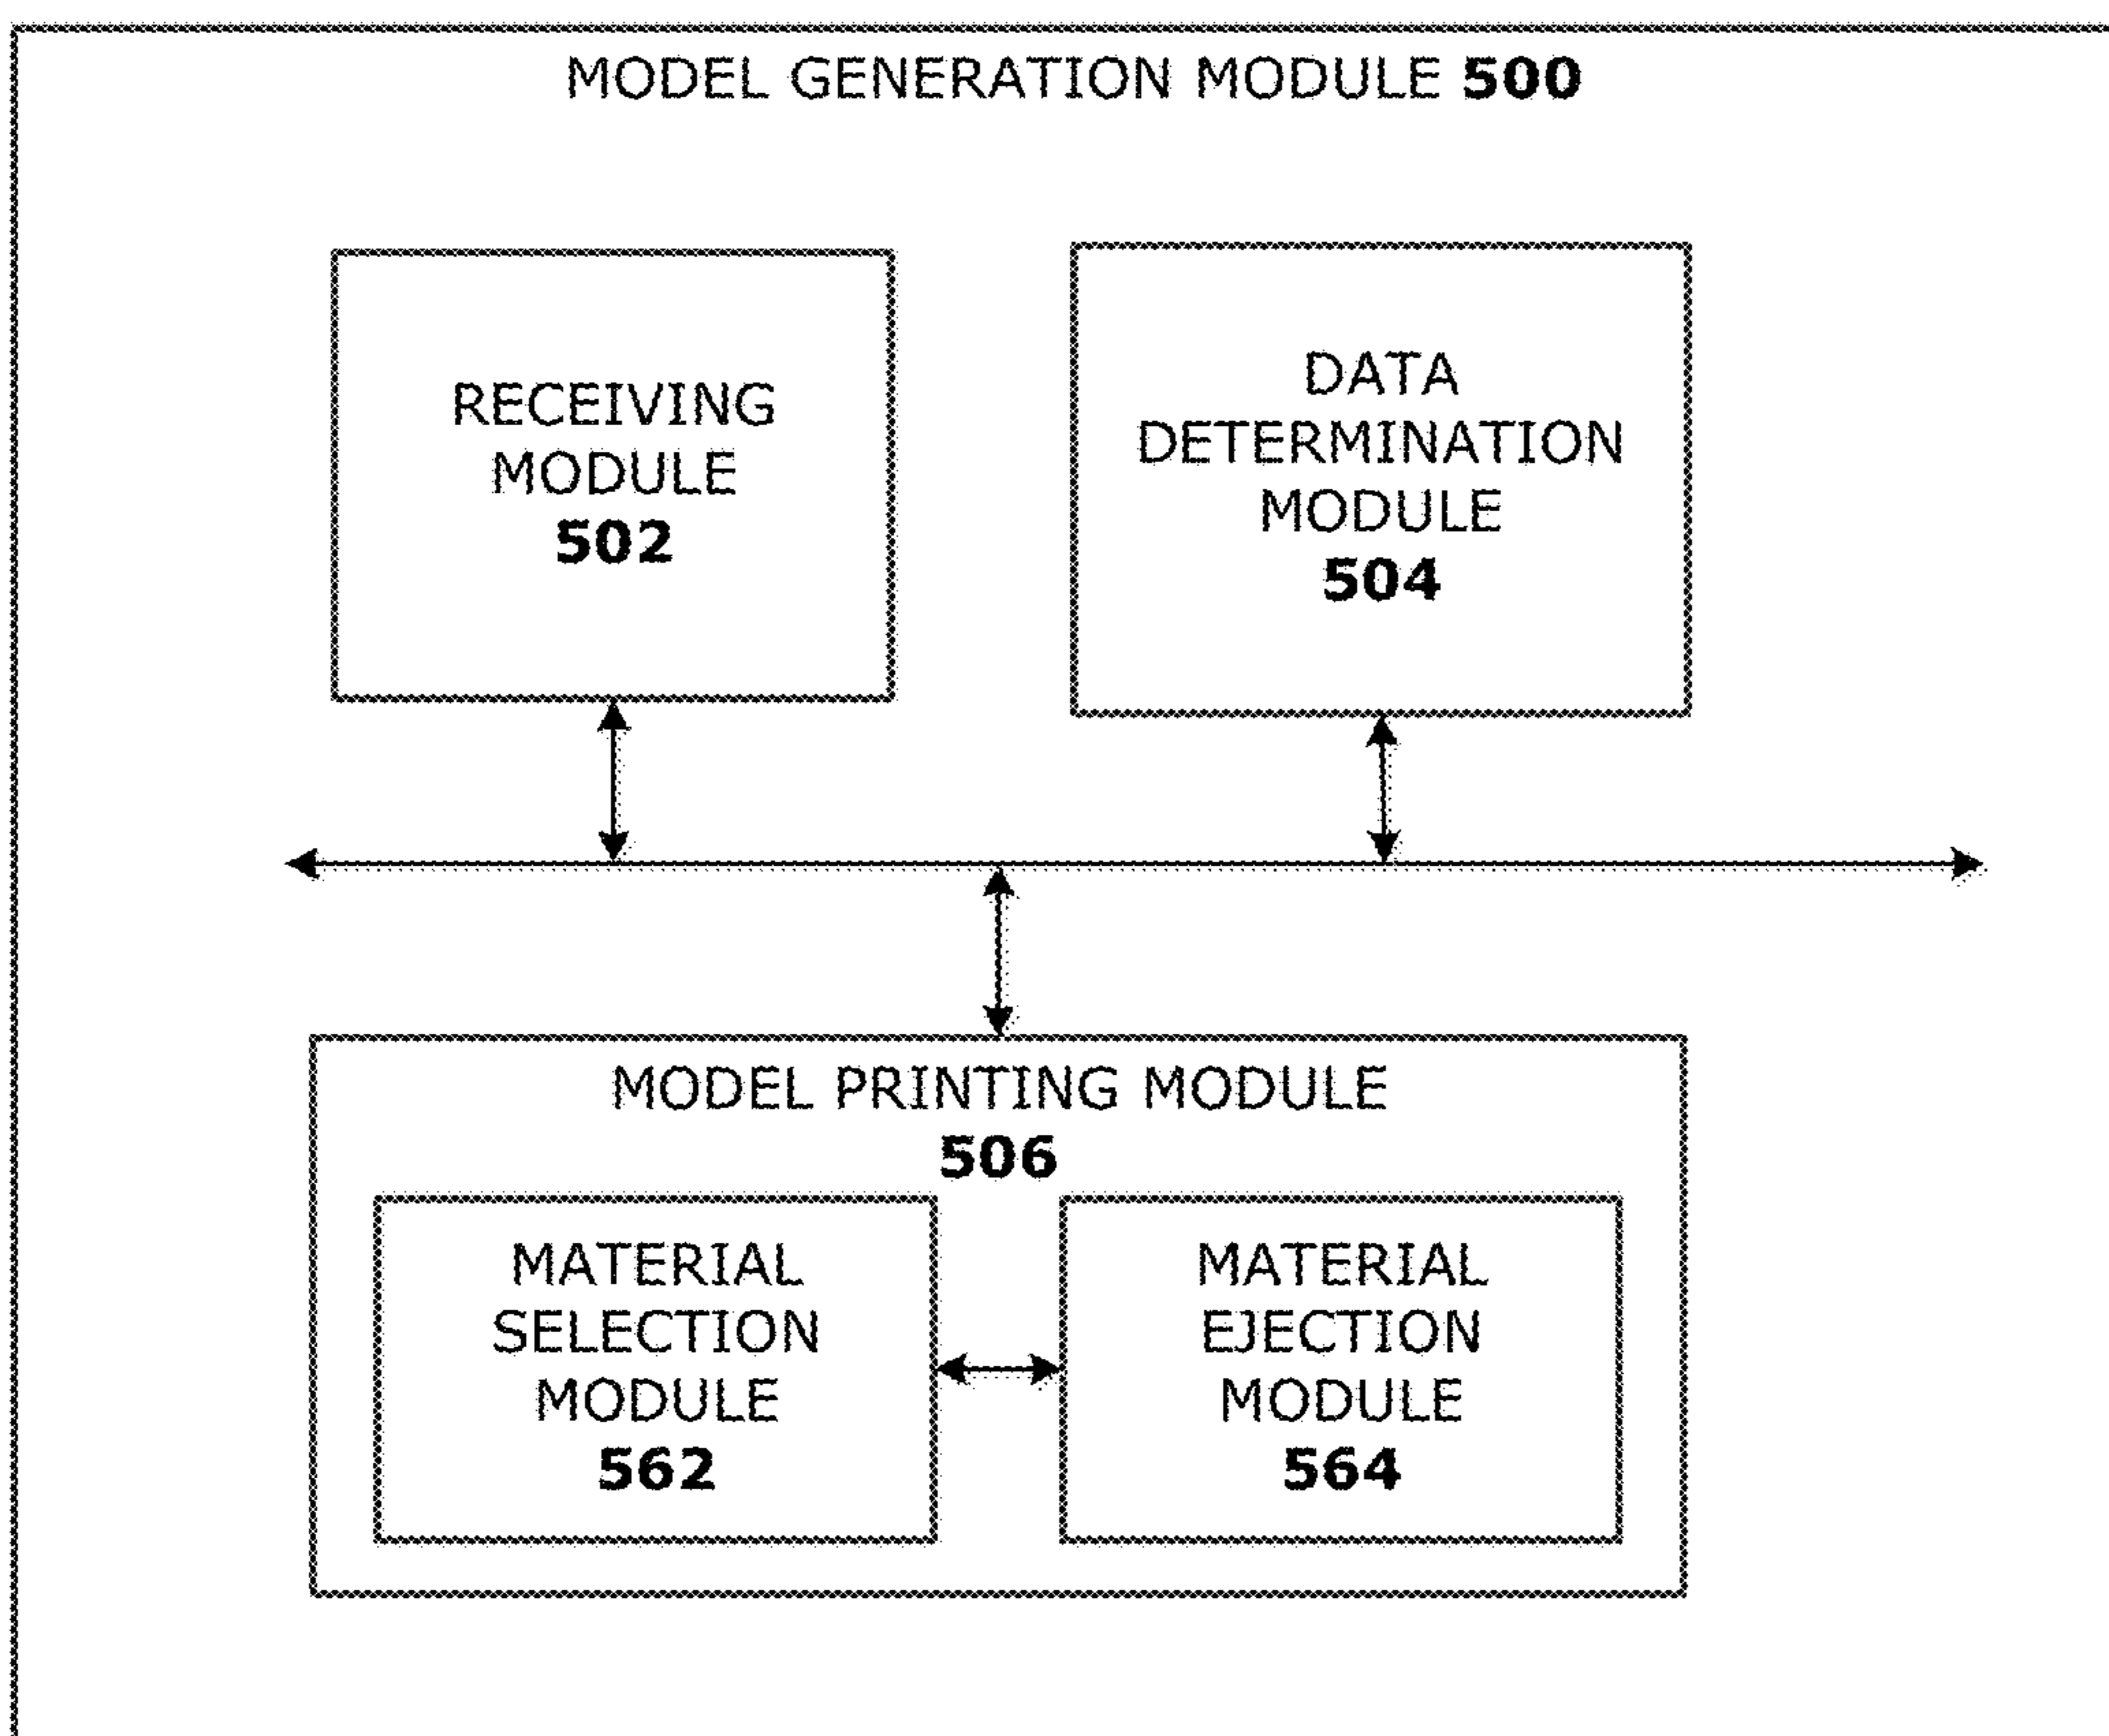 MODEL GENERATION MODULE 500
RECEIVING
MODULE
502
DATA
DETERMINATION
MODULE
504
MODEL PRINTING MODULE
506
MATERIAL
SELECTION
MODULE
562
MATERIAL
EJECTION
MODULE
564